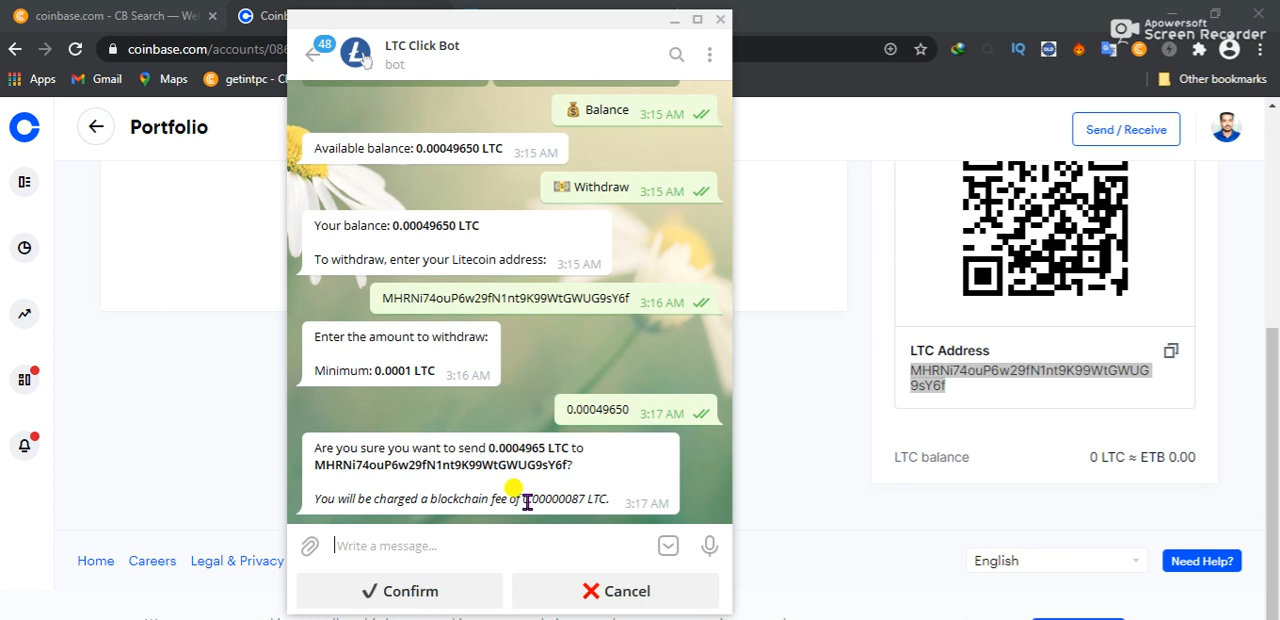 coinbase.com - CB Search — We
Coinb
coinbase.com/accounts/086
Apps
Gmail
Maps
getintpc - CB
IQ
Apowersoft
Screen Recorder
Other bookmarks
Portfolio
Send / Receive
48
LTC Click Bot
bot
💰 Balance 3:15 AM
Available balance: 0.00049650 LTC 3:15 AM
💵 Withdraw 3:15 AM
Your balance: 0.00049650 LTC
To withdraw, enter your Litecoin address: 3:15 AM
MHRNi74ouP6w29fN1nt9K99WtGWUG9sY6f 3:16 AM
Enter the amount to withdraw:
Minimum: 0.0001 LTC 3:16 AM
0.00049650 3:17 AM
Are you sure you want to send 0.0004965 LTC to
MHRNi74ouP6w29fN1nt9K99WtGWUG9sY6f?
You will be charged a blockchain fee of 0.00000087 LTC. 3:17 AM
Write a message...
✔ Confirm
❌ Cancel
LTC Address
MHRNi74ouP6w29fN1nt9K99WtGWUG
9sY6f
LTC balance 0 LTC ≈ ETB 0.00
Home Careers Legal & Privacy
English
Need Help?